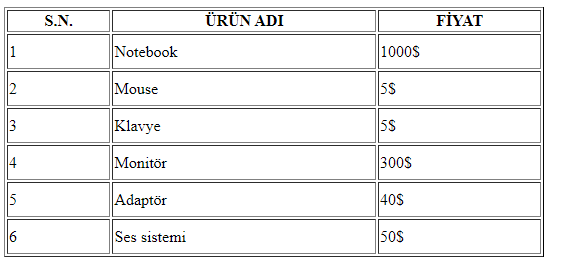 S.N. ÜRÜN ADI FİYAT
1 Notebook 1000$
2 Mouse 5$
3 Klavye 5$
4 Monitör 300$
5 Adaptör 40$
6 Ses sistemi 50$